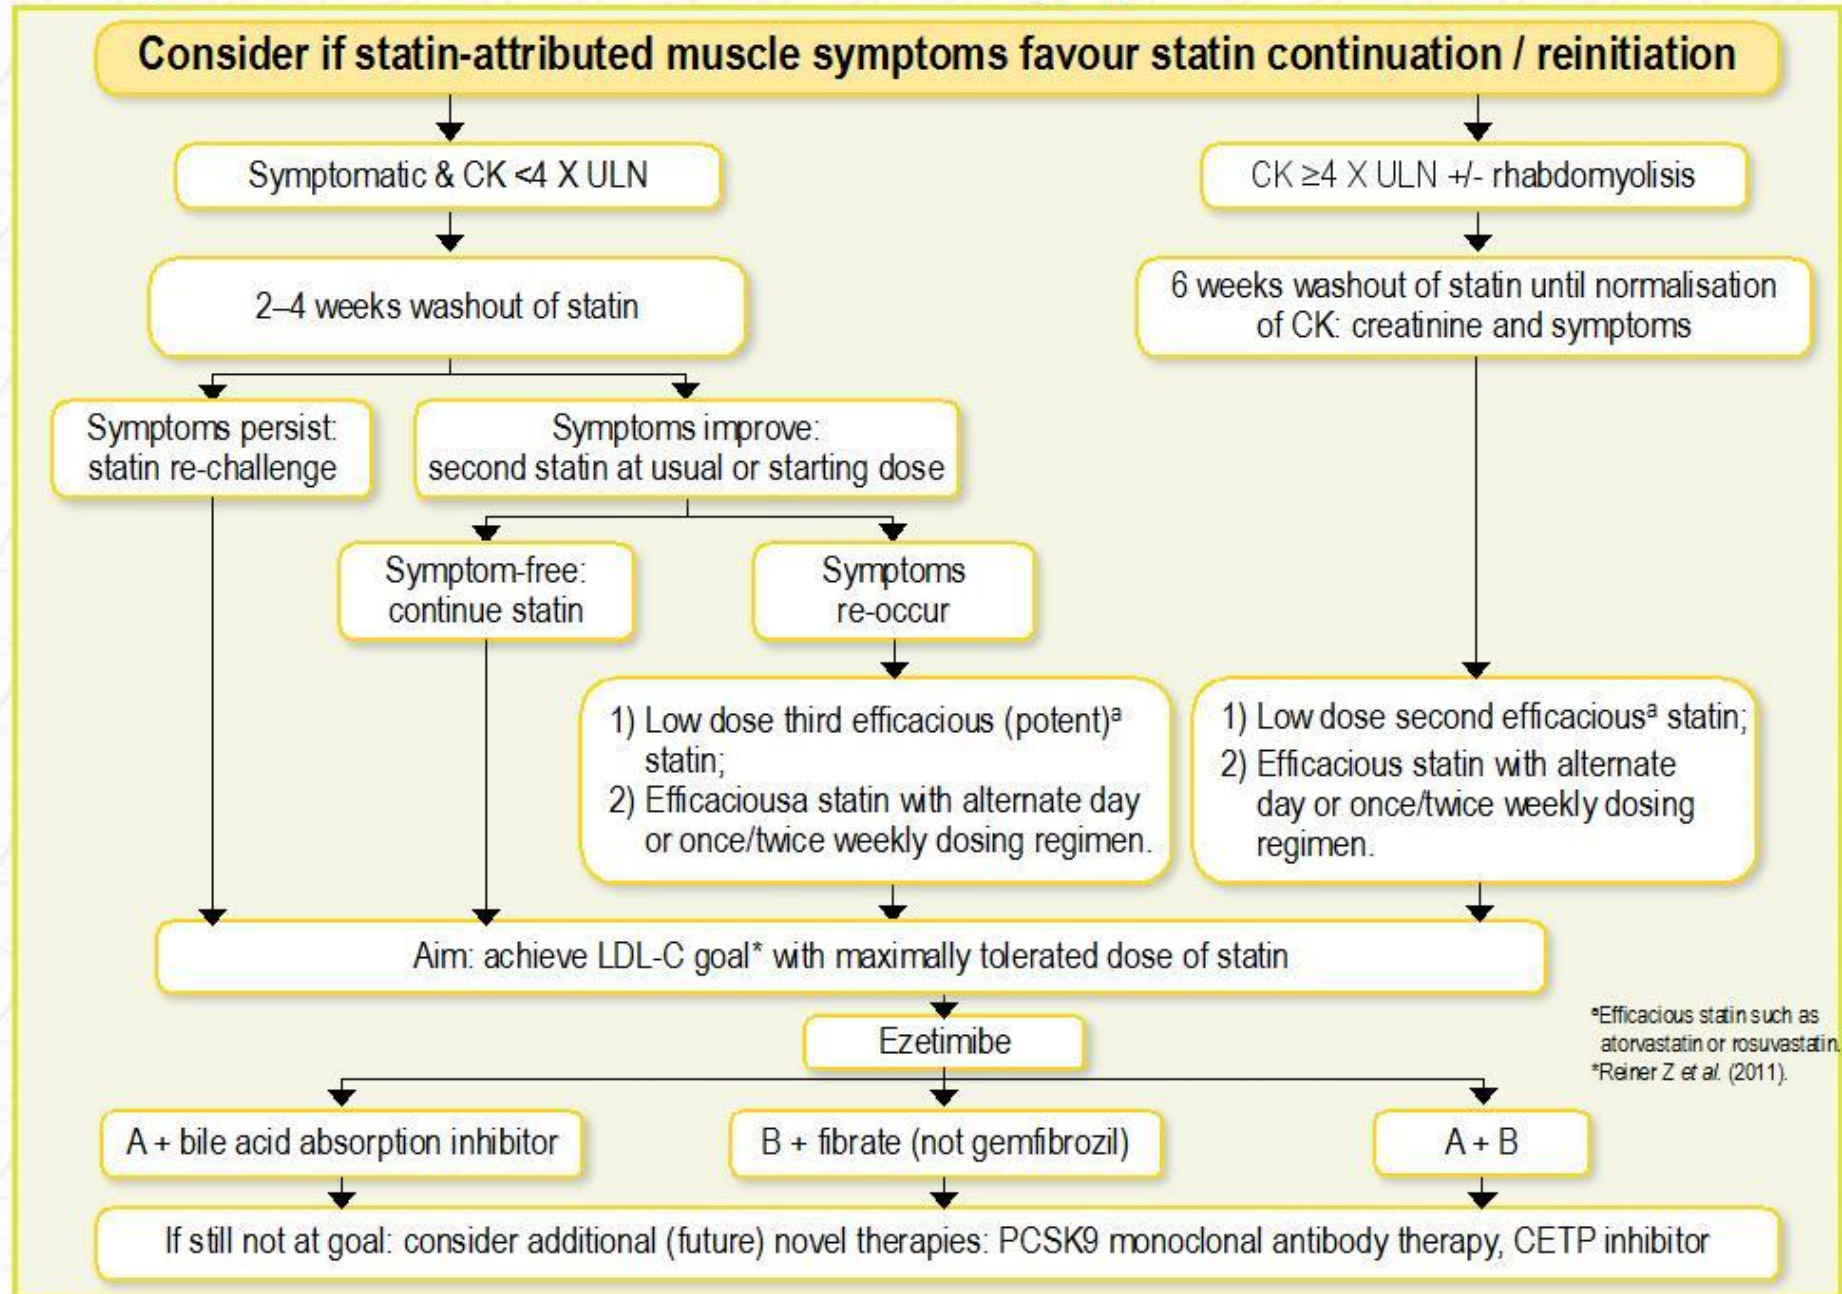 Consider if statin-attributed muscle symptoms favour statin continuation / reinitiation
Symptomatic & CK <4 X ULN
CK ≥4 X ULN +/- rhabdomyolisis
2–4 weeks washout of statin
6 weeks washout of statin until normalisation
of CK: creatinine and symptoms
Symptoms persist:
statin re-challenge
Symptoms improve:
second statin at usual or starting dose
Symptom-free:
continue statin
Symptoms
re-occur
1) Low dose third efficacious (potent)ª
statin;
2) Efficaciousa statin with alternate day
or once/twice weekly dosing regimen.
1) Low dose second efficaciousª statin;
2) Efficacious statin with alternate
day or once/twice weekly dosing
regimen.
Aim: achieve LDL-C goal* with maximally tolerated dose of statin
Ezetimibe
ªEfficacious statin such as
atorvastatin or rosuvastatin.
*Reiner Z et al. (2011).
A + bile acid absorption inhibitor
B + fibrate (not gemfibrozil)
A + B
If still not at goal: consider additional (future) novel therapies: PCSK9 monoclonal antibody therapy, CETP inhibitor